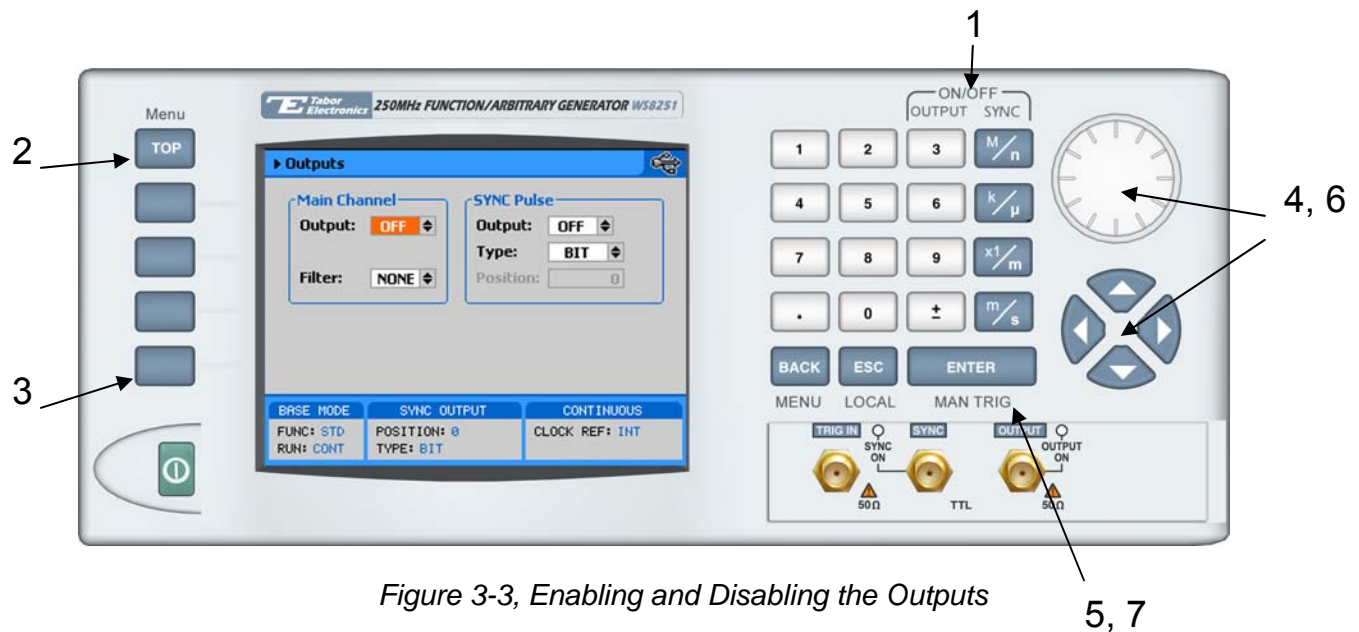 1
ON/OFF
OUTPUT SYNC
Tabor Electronics 250MHz FUNCTION/ARBITRARY GENERATOR WS8251
Menu
2
TOP
Outputs
Main Channel
SYNC Pulse
Output: OFF
Output: OFF
Type: BIT
Filter: NONE
Position: 0
1 2 3 M/n
4 5 6 k/µ
7 8 9 x1/m
. 0 ± m/s
4, 6
3
BACK ESC ENTER
MENU LOCAL MAN TRIG
BASE MODE SYNC OUTPUT CONTINUOUS
FUNC: STD POSITION: 0 CLOCK REF: INT
RUN: CONT TYPE: BIT
TRIG IN SYNC OUTPUT
SYNC ON
OUTPUT ON
50Ω TTL 50Ω
Figure 3-3, Enabling and Disabling the Outputs
5, 7